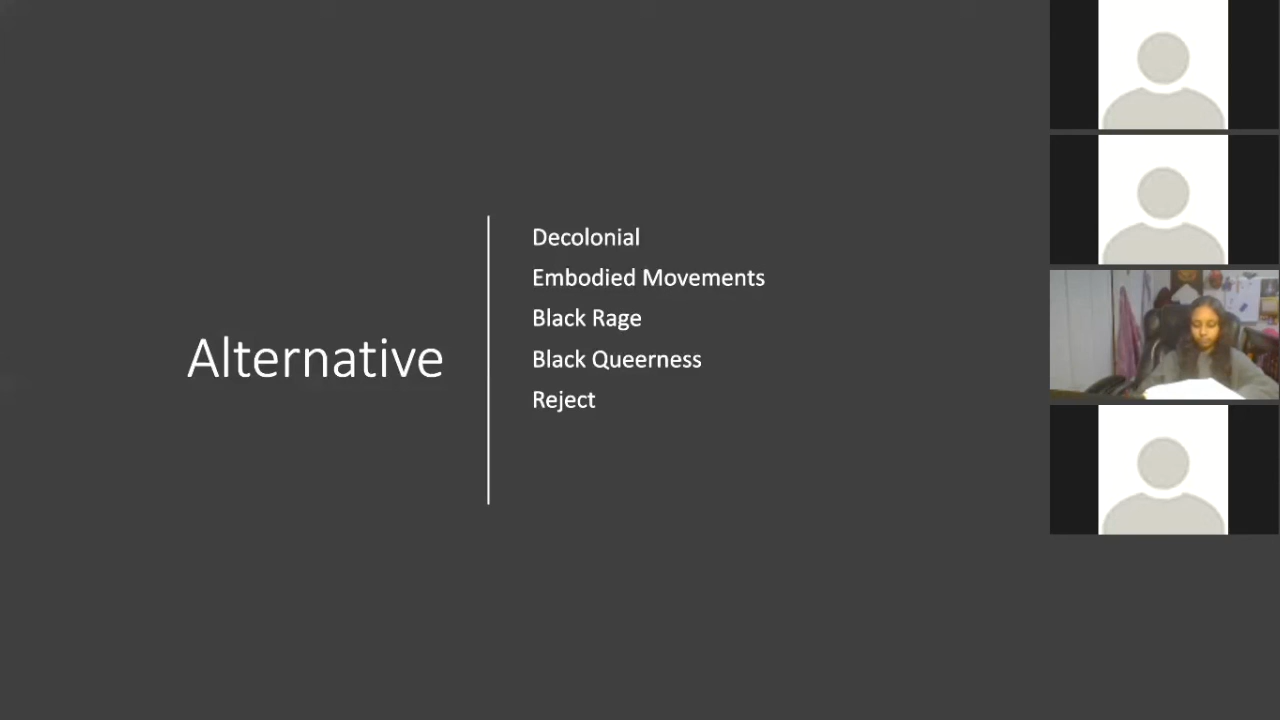 Alternative
Decolonial
Embodied Movements
Black Rage
Black Queerness
Reject